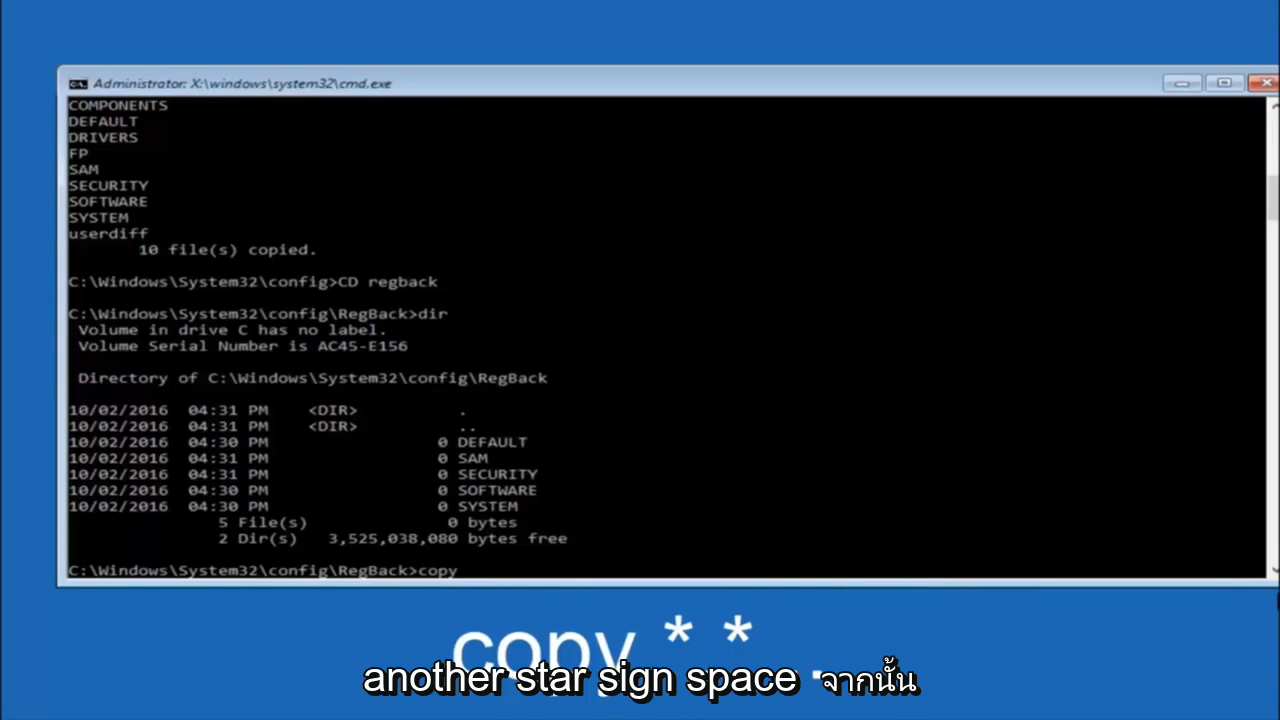 Administrator: X:\windows\system32\cmd.exe
COMPONENTS
DEFAULT
DRIVERS
FP
SAM
SECURITY
SOFTWARE
SYSTEM
userdiff
10 file(s) copied.
C:\Windows\System32\config>CD regback
C:\Windows\System32\config\RegBack>dir
Volume in drive C has no label.
Volume Serial Number is AC45-E156
Directory of C:\Windows\System32\config\RegBack
10/02/2016 04:31 PM <DIR> .
10/02/2016 04:31 PM <DIR> ..
10/02/2016 04:30 PM 0 DEFAULT
10/02/2016 04:31 PM 0 SAM
10/02/2016 04:31 PM 0 SECURITY
10/02/2016 04:30 PM 0 SOFTWARE
10/02/2016 04:30 PM 0 SYSTEM
5 File(s) 0 bytes
2 Dir(s) 3,525,038,080 bytes free
C:\Windows\System32\config\RegBack>copy
copy * * .
another star sign space จากนั้น